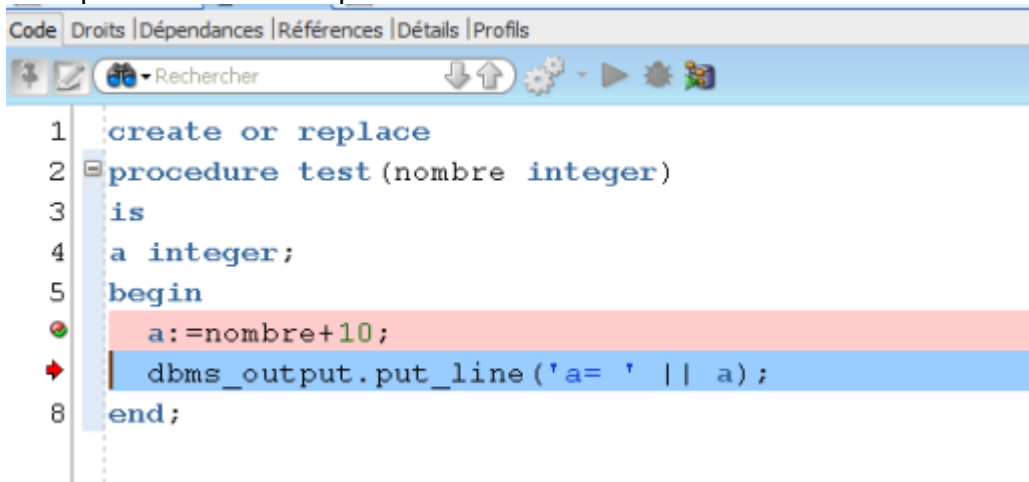 Code Droits |Dépendances |Références |Détails |Profils
Rechercher
1 create or replace
2 procedure test(nombre integer)
3 is
4 a integer;
5 begin
a:=nombre+10;
dbms_output.put_line('a= ' || a);
8 end;